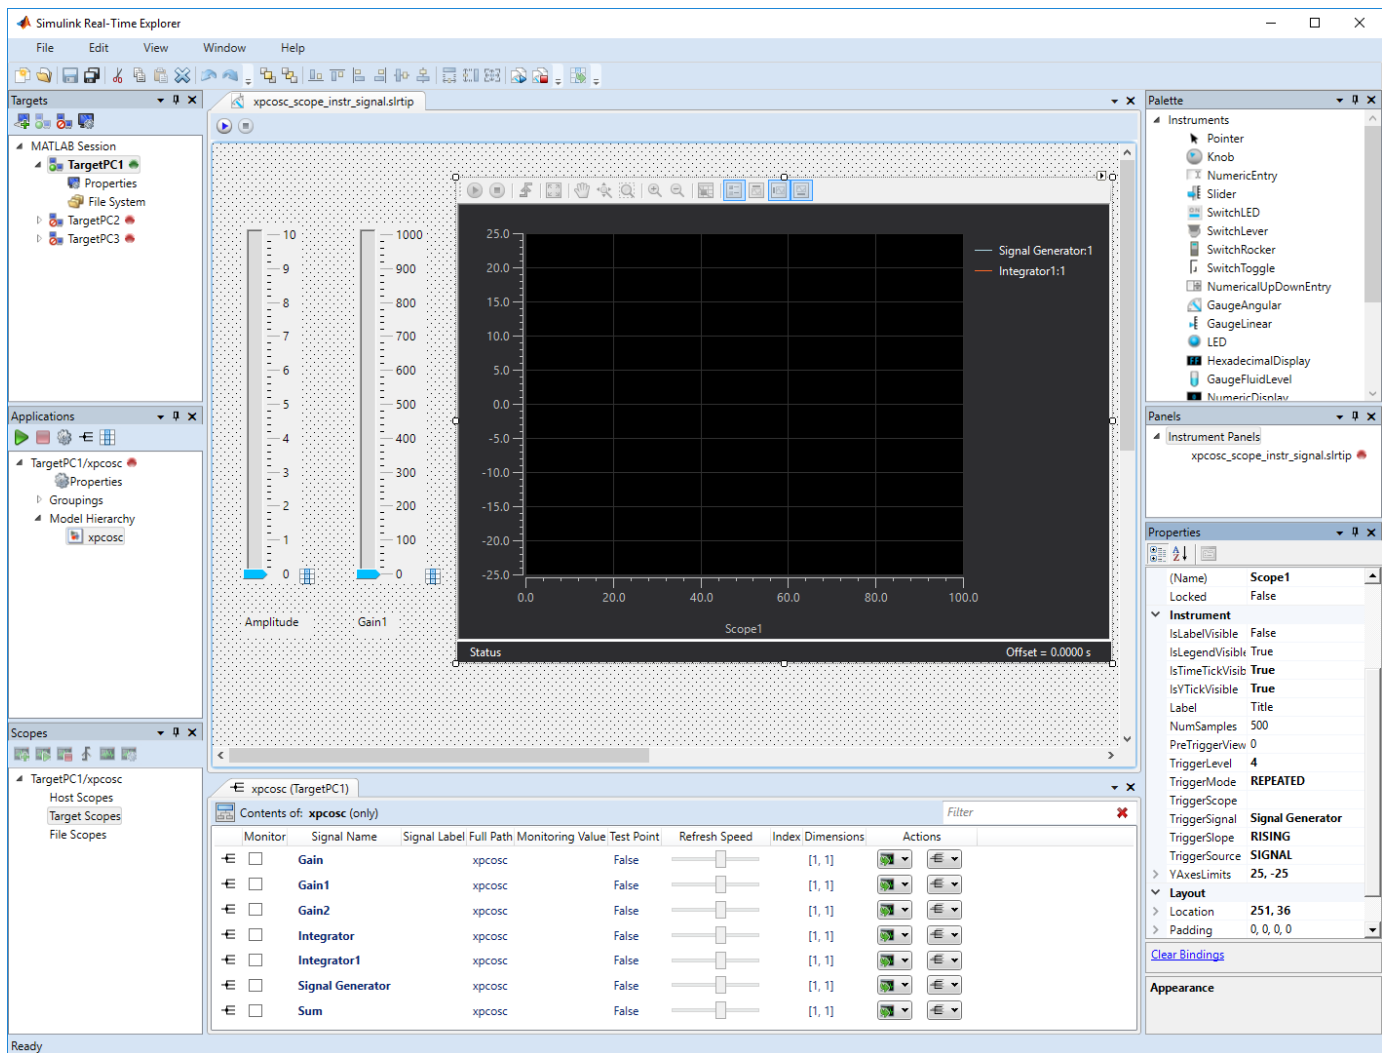 Simulink Real-Time Explorer
File Edit View Window Help
Targets
MATLAB Session
TargetPC1
Properties
File System
TargetPC2
TargetPC3
Applications
TargetPC1/xpcosc
Properties
Groupings
Model Hierarchy
xpcosc
Scopes
TargetPC1/xpcosc
Host Scopes
Target Scopes
File Scopes
xpcosc_scope_instr_signal.slrtip
10
9
8
7
6
5
4
3
2
1
0
Amplitude
1000
900
800
700
600
500
400
300
200
100
0
Gain1
25.0
20.0
15.0
10.0
5.0
0.0
-5.0
-10.0
-15.0
-20.0
-25.0
0.0 20.0 40.0 60.0 80.0 100.0
Scope1
Signal Generator:1
Integrator1:1
Status Offset = 0.0000 s
xpcosc (TargetPC1)
Contents of: xpcosc (only) Filter
Monitor Signal Name Signal Label Full Path Monitoring Value Test Point Refresh Speed Index Dimensions Actions
Gain xpcosc False [1, 1]
Gain1 xpcosc False [1, 1]
Gain2 xpcosc False [1, 1]
Integrator xpcosc False [1, 1]
Integrator1 xpcosc False [1, 1]
Signal Generator xpcosc False [1, 1]
Sum xpcosc False [1, 1]
Palette
Instruments
Pointer
Knob
NumericEntry
Slider
SwitchLED
SwitchLever
SwitchRocker
SwitchToggle
NumericalUpDownEntry
GaugeAngular
GaugeLinear
LED
HexadecimalDisplay
GaugeFluidLevel
NumericDisplay
Panels
Instrument Panels
xpcosc_scope_instr_signal.slrtip
Properties
(Name) Scope1
Locked False
Instrument
IsLabelVisible False
IsLegendVisible True
IsTimeTickVisib True
IsYTickVisible True
Label Title
NumSamples 500
PreTriggerView 0
TriggerLevel 4
TriggerMode REPEATED
TriggerScope
TriggerSignal Signal Generator
TriggerSlope RISING
TriggerSource SIGNAL
YAxesLimits 25, -25
Layout
Location 251, 36
Padding 0, 0, 0, 0
Clear Bindings
Appearance
Ready